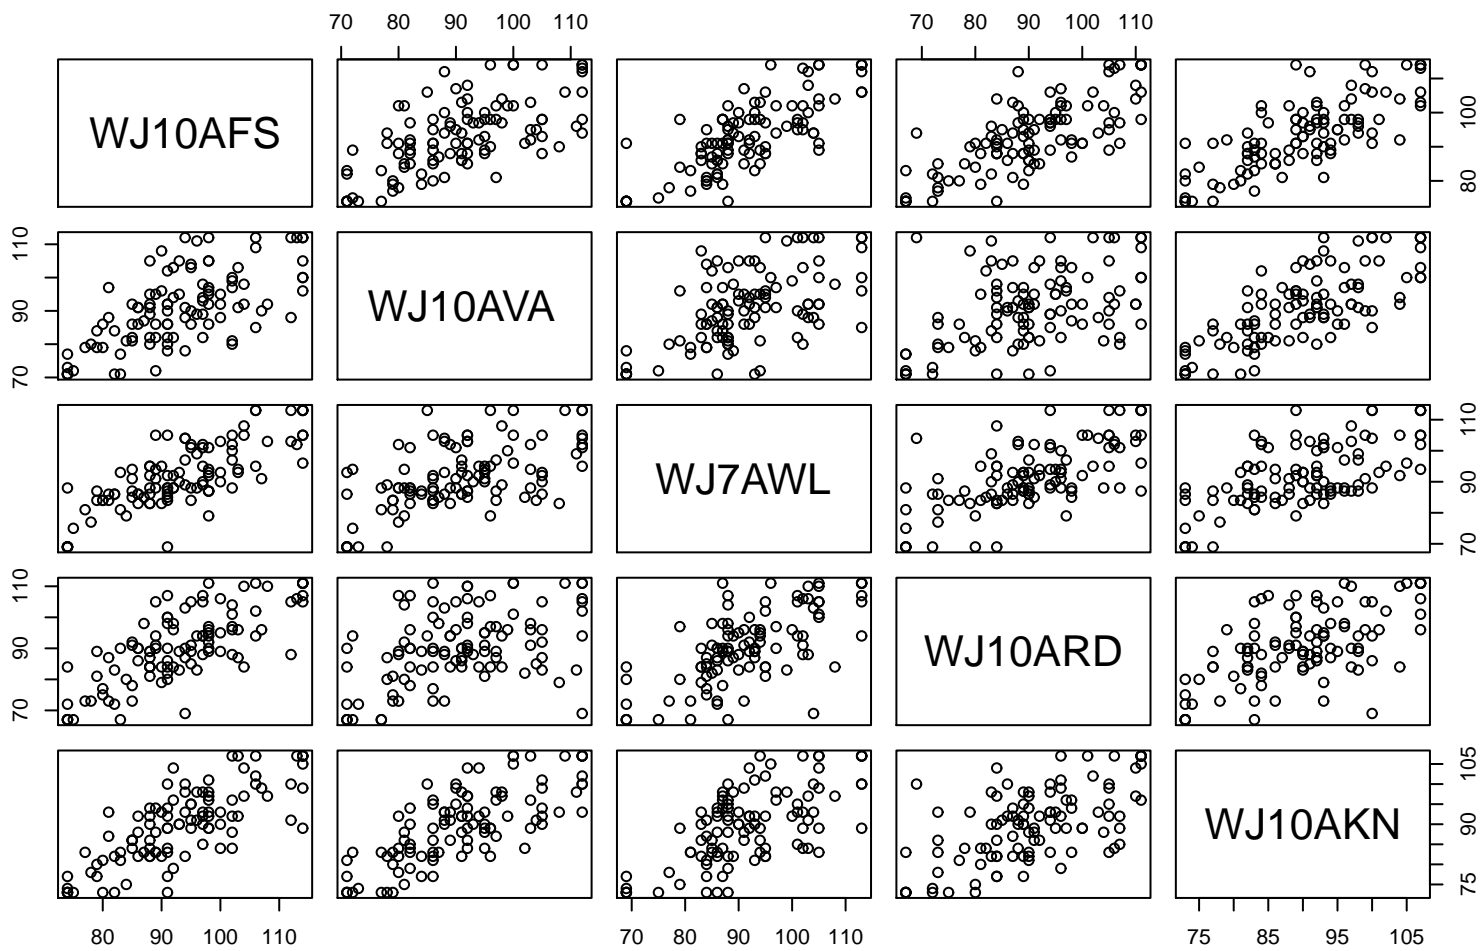 70 80 90 100 110 70 80 90 100 110
WJ10AFS 80 100
70 90 110 WJ10AVA
WJ7AWL 70 90 110
70 90 110 WJ10ARD
WJ10AKN 75 90 105
80 90 100 110 70 80 90 100 110 75 85 95 105